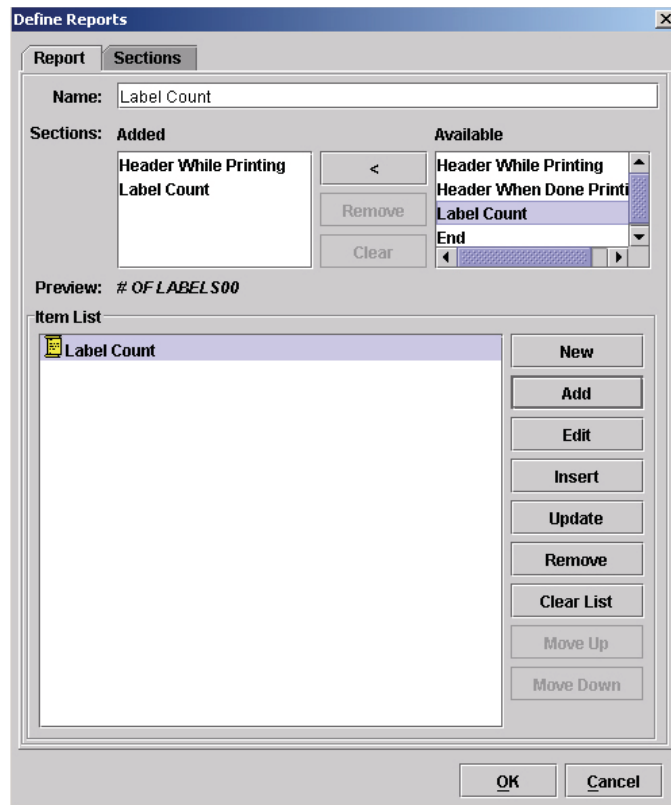 Define Reports
Report Sections
Name: Label Count
Sections: Added Available
Header While Printing
Label Count
<
Remove
Clear
Header While Printing
Header When Done Printi
Label Count
End
Preview: # OF LABELS00
Item List
Label Count
New
Add
Edit
Insert
Update
Remove
Clear List
Move Up
Move Down
OK Cancel